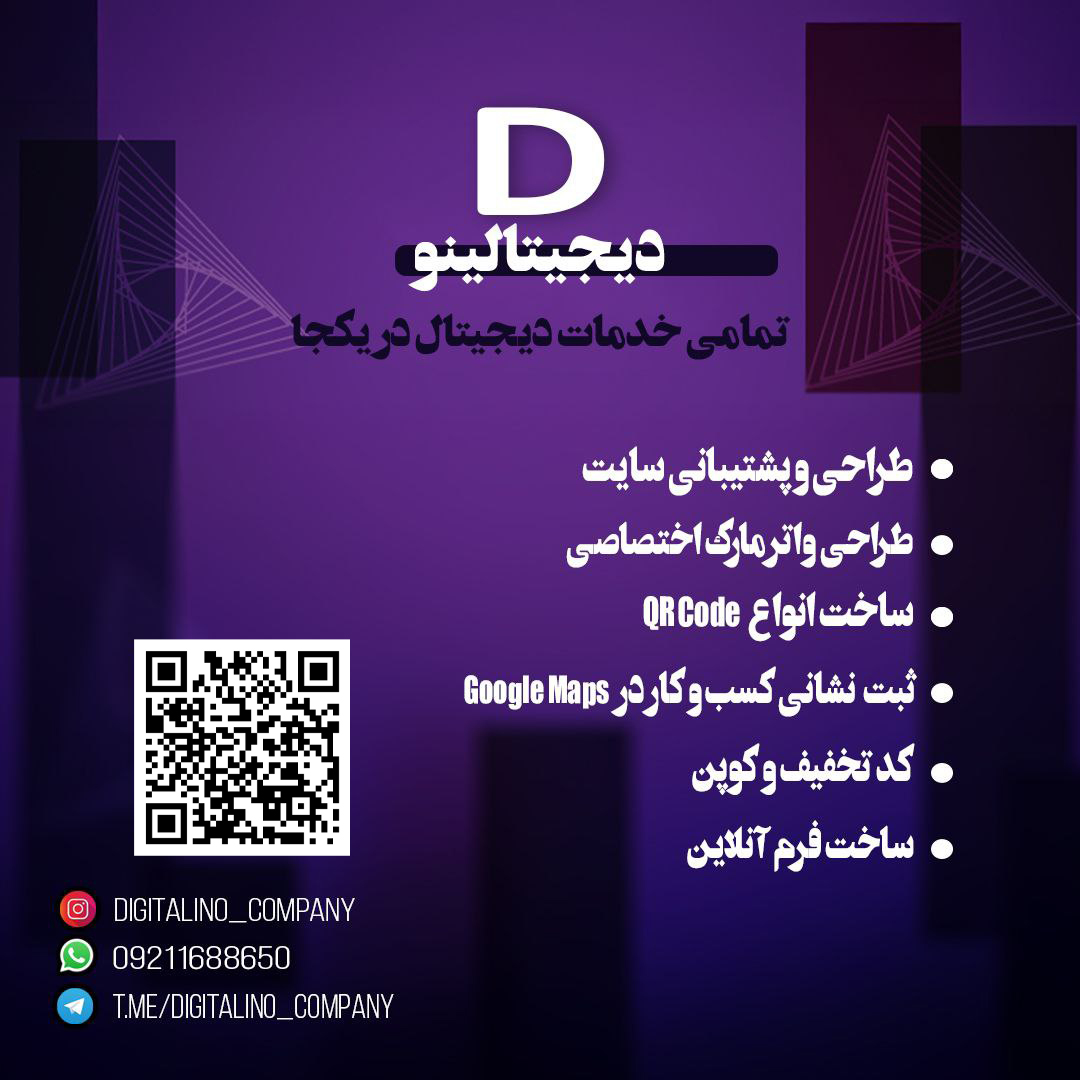 D
دیجیتالینو
تمامی خدمات دیجیتال در یکجا
طراحی و پشتیبانی سایت
طراحی واترمارک اختصاصی
ساخت انواع QR Code
ثبت نشانی کسب و کار در Google Maps
کد تخفیف و کوپن
ساخت فرم آنلاین
DIGITALINO_COMPANY
09211688650
T.ME/DIGITALINO_COMPANY